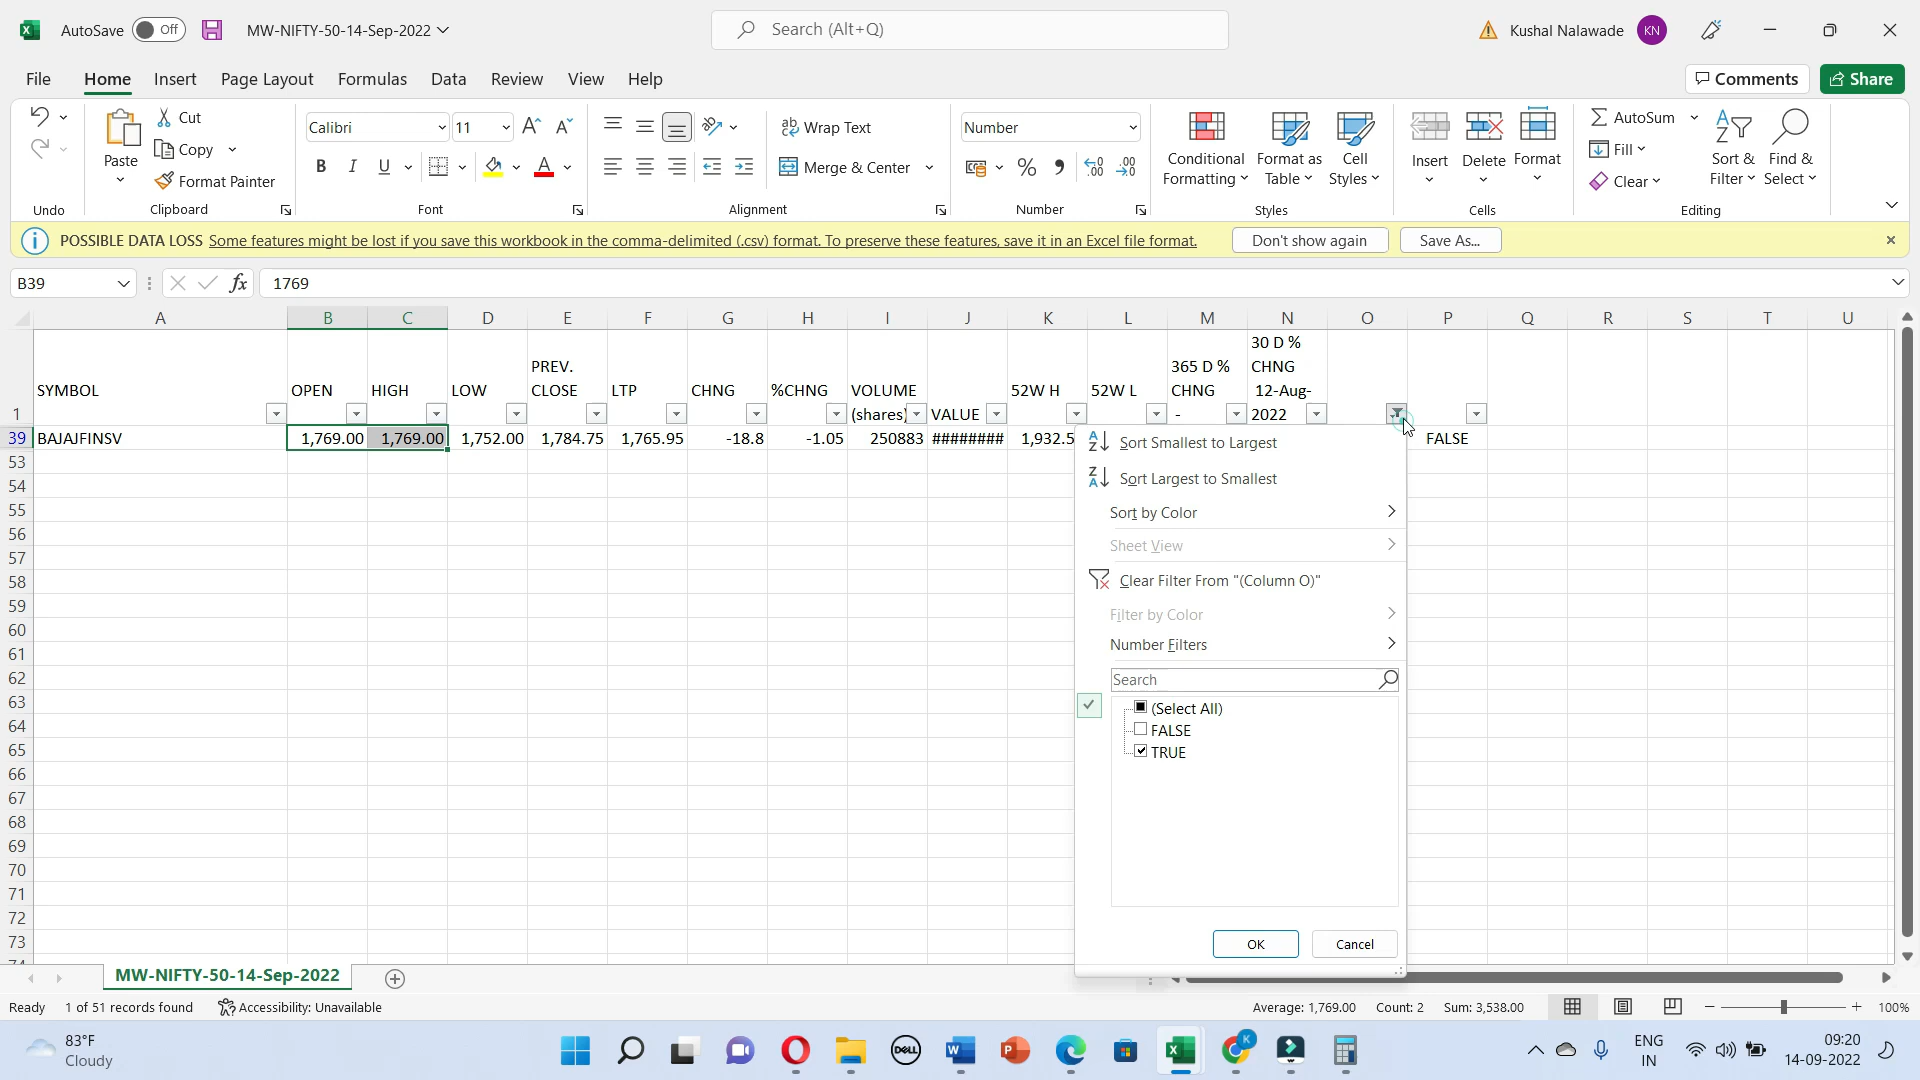 AutoSave Off MW-NIFTY-50-14-Sep-2022 Search (Alt+Q) Kushal Nalawade KN
File Home Insert Page Layout Formulas Data Review View Help Comments Share
Paste
Cut
Copy
Format Painter
Calibri 11
B I U A
Wrap Text
Merge & Center
Number
Conditional Formatting
Format as Table
Cell Styles
Insert
Delete
Format
AutoSum
Fill
Clear
Sort & Filter
Find & Select
Undo Clipboard Font Alignment Number Styles Cells Editing
POSSIBLE DATA LOSS Some features might be lost if you save this workbook in the comma-delimited (.csv) format. To preserve these features, save it in an Excel file format. Don't show again Save As...
B39 fx 1769
A B C D E F G H I J K L M N O P Q R S T U
1 SYMBOL OPEN HIGH LOW PREV. CLOSE LTP CHNG %CHNG VOLUME (shares) VALUE 52W H 52W L 365 D % CHNG - 30 D % CHNG 12-Aug-2022
39 BAJAJFINSV 1,769.00 1,769.00 1,752.00 1,784.75 1,765.95 -18.8 -1.05 250883 ######## 1,932.5 FALSE
53
54
55
56
57
58
59
60
61
62
63
64
65
66
67
68
69
70
71
72
73
74
Sort Smallest to Largest
Sort Largest to Smallest
Sort by Color
Sheet View
Clear Filter From "(Column O)"
Filter by Color
Number Filters
Search
(Select All)
FALSE
TRUE
OK Cancel
MW-NIFTY-50-14-Sep-2022
Ready 1 of 51 records found Accessibility: Unavailable Average: 1,769.00 Count: 2 Sum: 3,538.00 100%
83°F
Cloudy
DELL
W
P
X
K
ENG
IN
09:20
14-09-2022